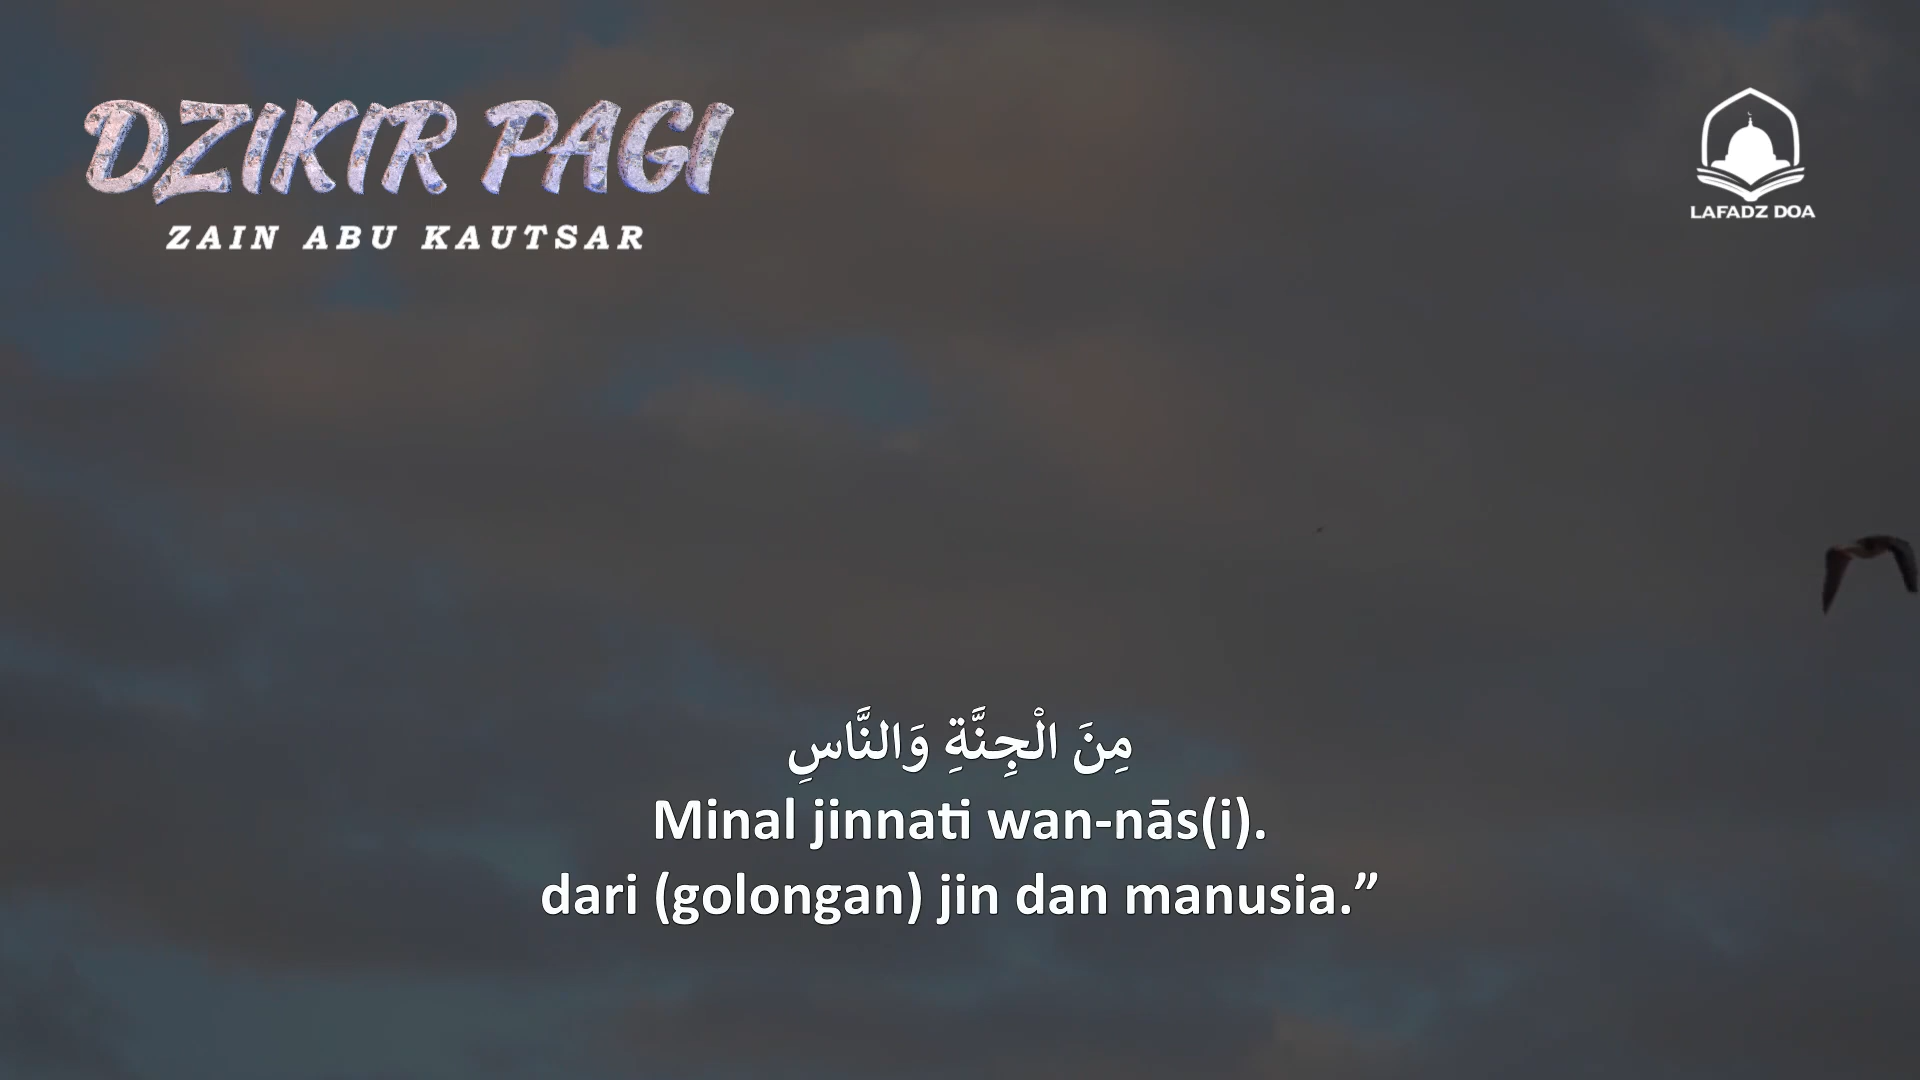 DZIKIR PAGI
ZAIN ABU KAUTSAR
LAFADZ DOA
مِنَ الْجِنَّةِ وَالنَّاسِ
Minal jinnati wan-nās(i).
dari (golongan) jin dan manusia.”